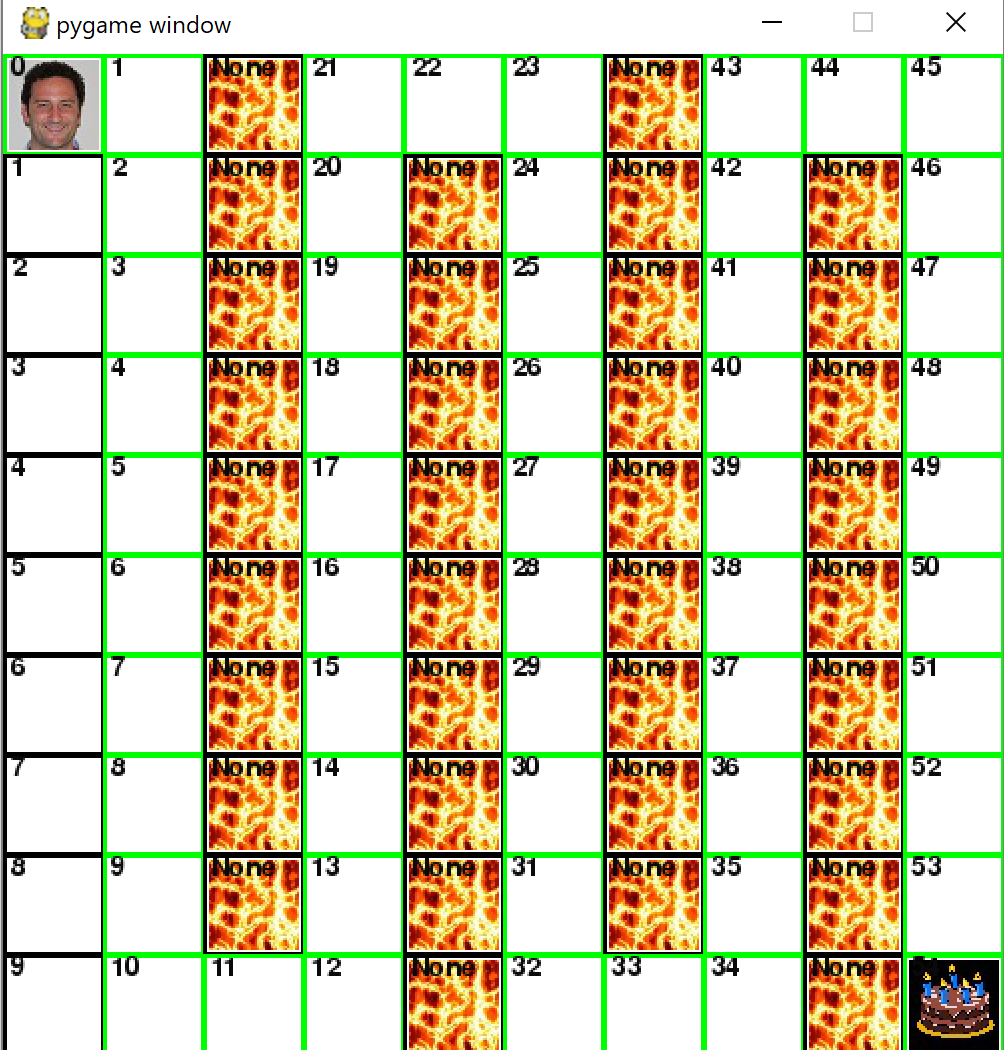 pygame window
0 1 None 21 22 23 None 43 44 45
1 2 None 20 None 24 None 42 None 46
2 3 None 19 None 25 None 41 None 47
3 4 None 18 None 26 None 40 None 48
4 5 None 17 None 27 None 39 None 49
5 6 None 16 None 28 None 38 None 50
6 7 None 15 None 29 None 37 None 51
7 8 None 14 None 30 None 36 None 52
8 9 None 13 None 31 None 35 None 53
9 10 11 12 None 32 33 34 None